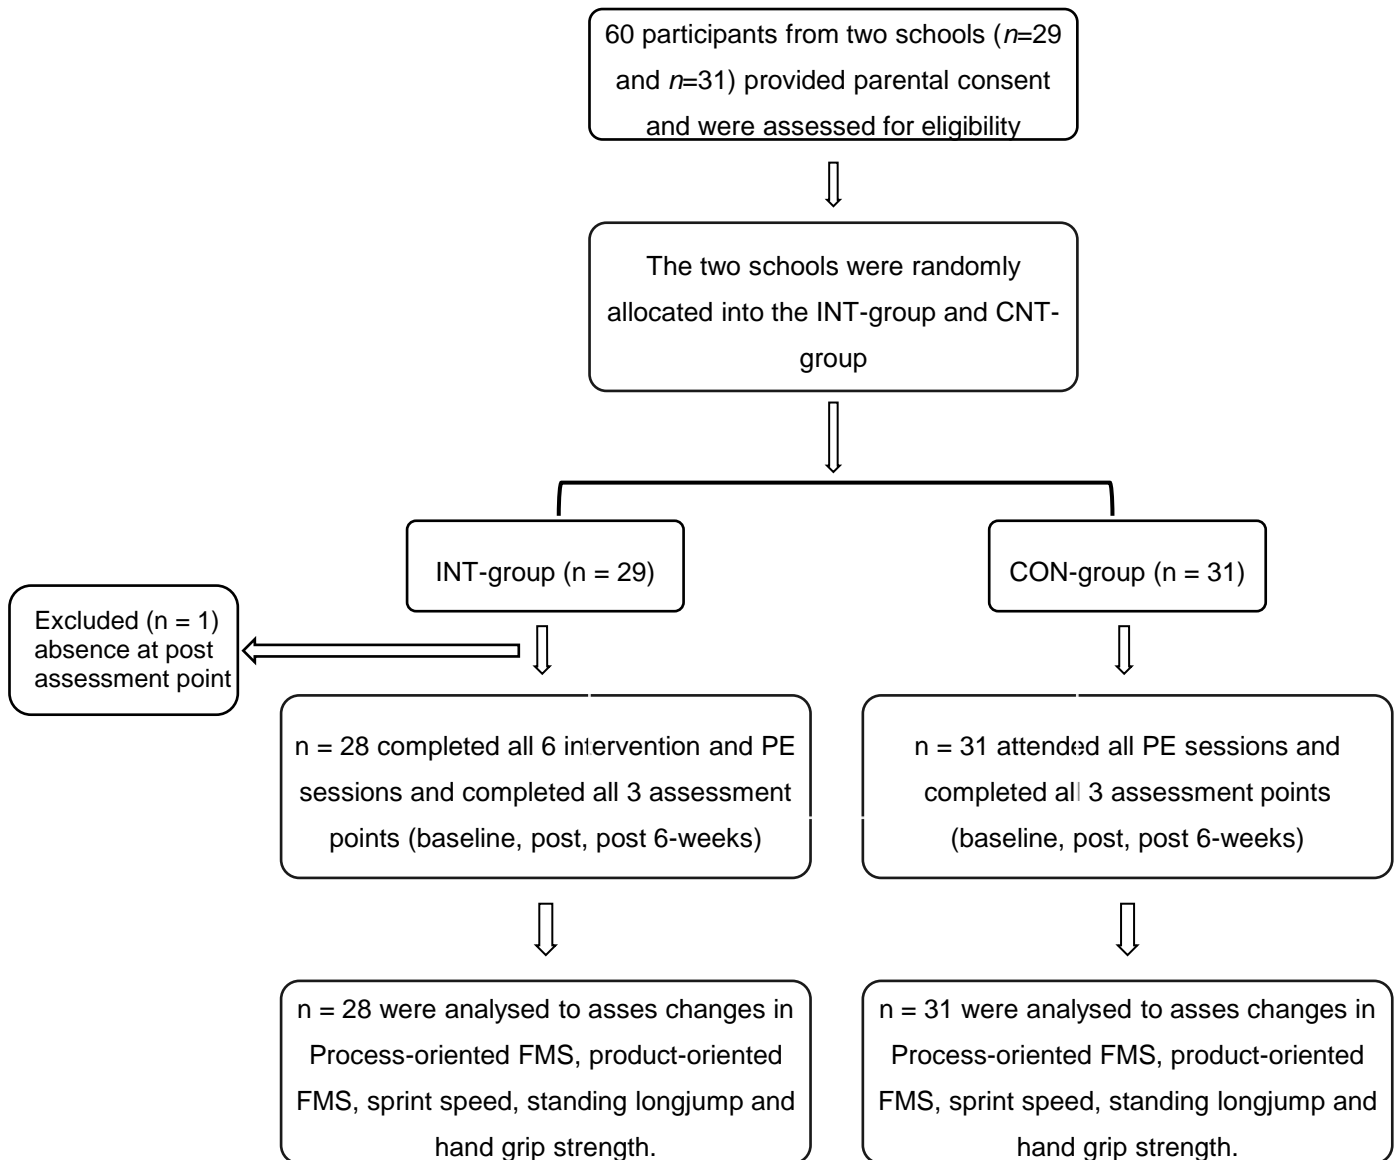 60 participants from two schools (n=29
and n=31) provided parental consent
and were assessed for eligibility
The two schools were randomly
allocated into the INT-group and CNT-
group
INT-group (n = 29)
CON-group (n = 31)
Excluded (n = 1)
absence at post
assessment point
n = 28 completed all 6 intervention and PE
sessions and completed all 3 assessment
points (baseline, post, post 6-weeks)
n = 31 attended all PE sessions and
completed all 3 assessment points
(baseline, post, post 6-weeks)
n = 28 were analysed to asses changes in
Process-oriented FMS, product-oriented
FMS, sprint speed, standing longjump and
hand grip strength.
n = 31 were analysed to asses changes in
Process-oriented FMS, product-oriented
FMS, sprint speed, standing longjump and
hand grip strength.